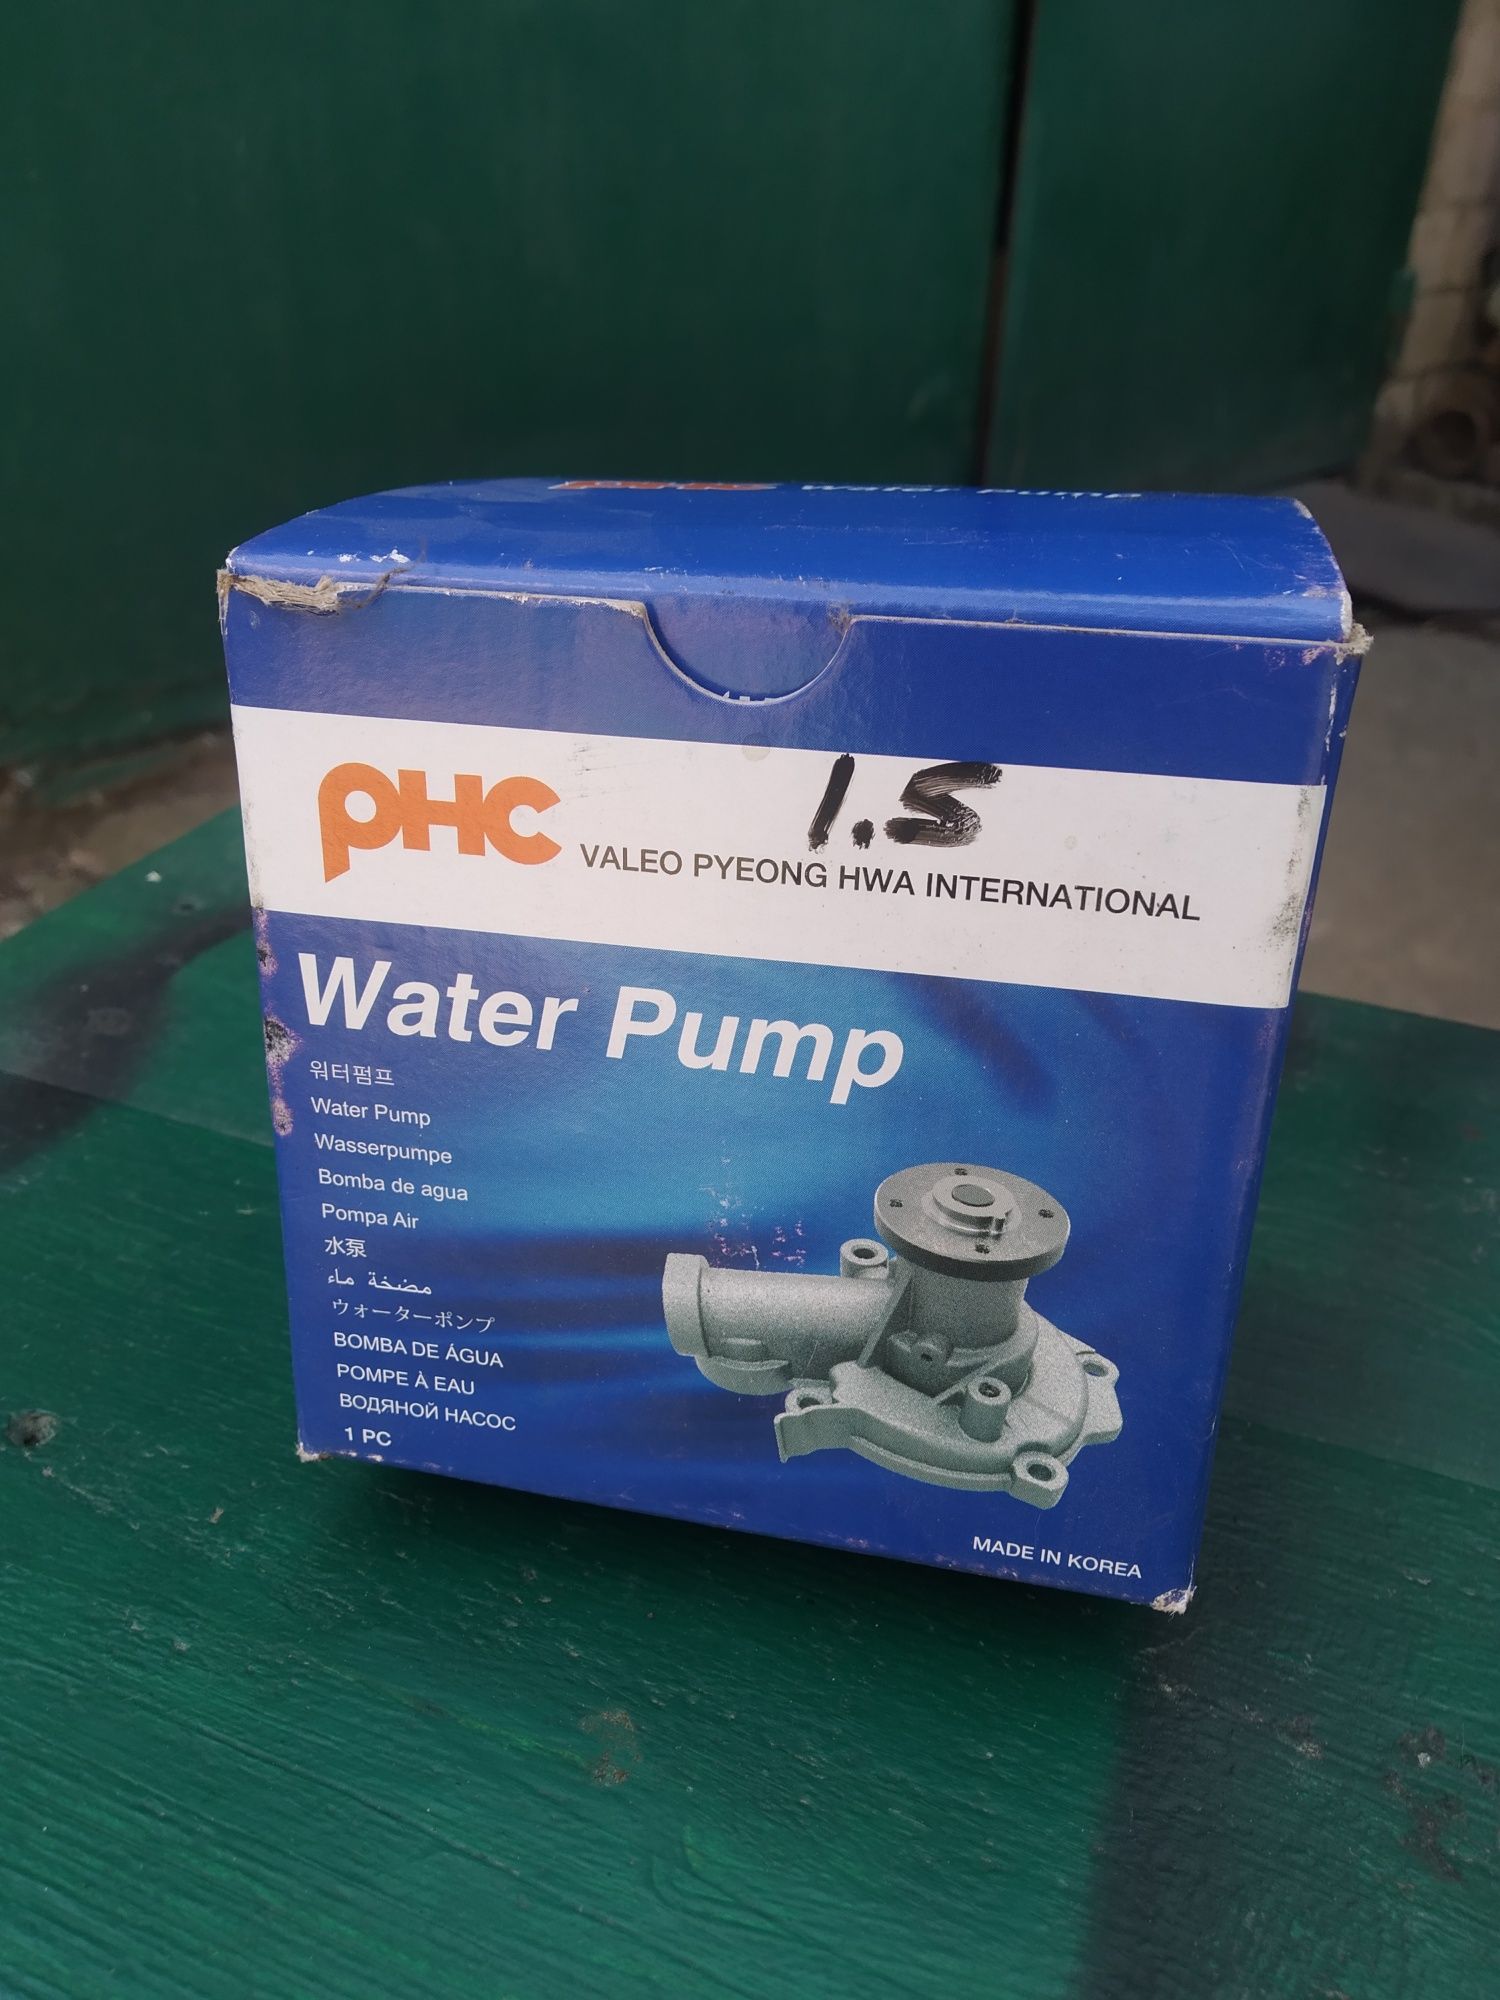 PHC Water Pump
1.5
PHC VALEO PYEONG HWA INTERNATIONAL
Water Pump
워터펌프
Water Pump
Wasserpumpe
Bomba de agua
Pompa Air
水泵
مضخة ماء
ウォーターポンプ
BOMBA DE ÁGUA
POMPE À EAU
ВОДЯНОЙ НАСОС
1 PC
MADE IN KOREA